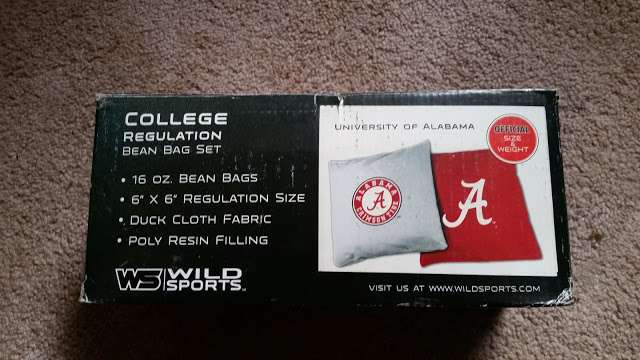 COLLEGE
REGULATION
BEAN BAG SET
• 16 OZ. BEAN BAGS
• 6" X 6" REGULATION SIZE
• DUCK CLOTH FABRIC
• POLY RESIN FILLING
WS WILD
SPORTS
UNIVERSITY OF ALABAMA
OFFICIAL
SIZE
&
WEIGHT
ALABAMA
A
CRIMSON TIDE
A
VISIT US AT WWW.WILDSPORTS.COM